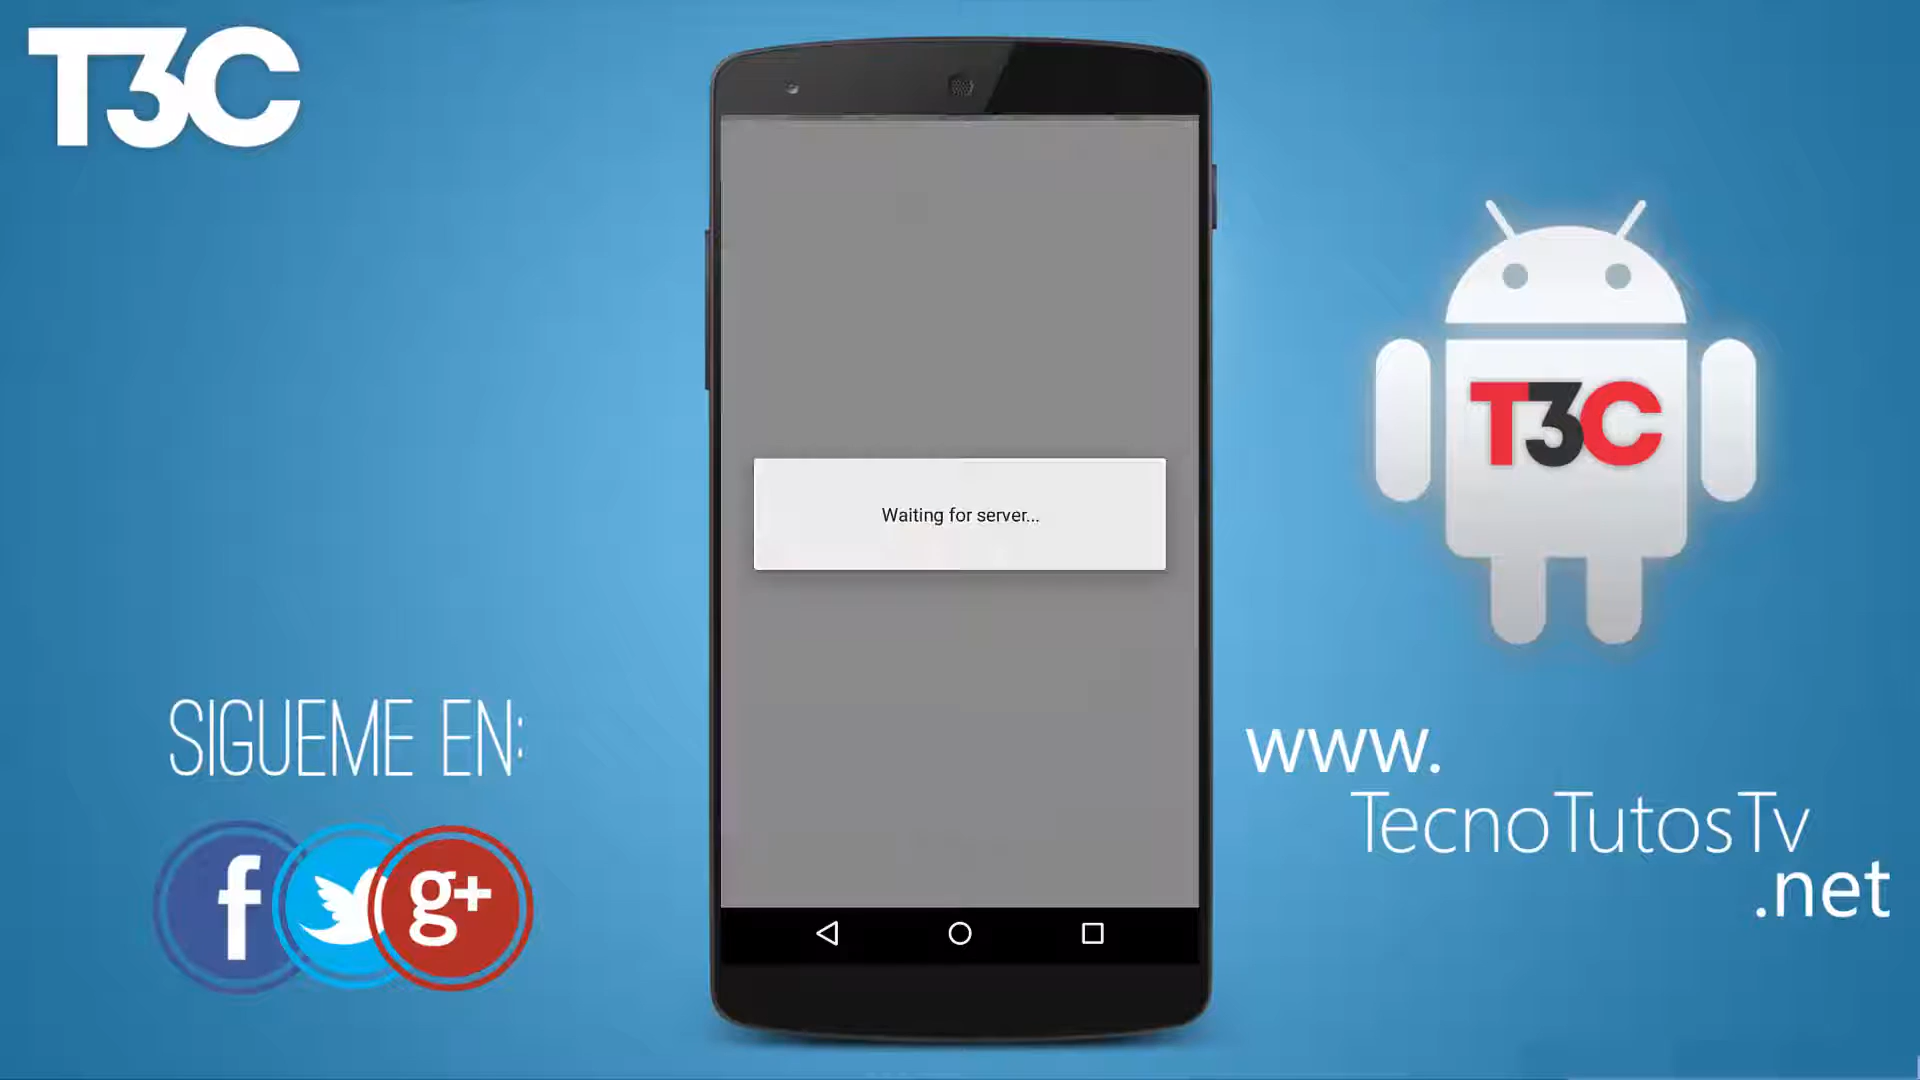 T3C
Waiting for server...
T3C
SIGUEME EN:
f
g+
www.
TecnoTutosTv
.net